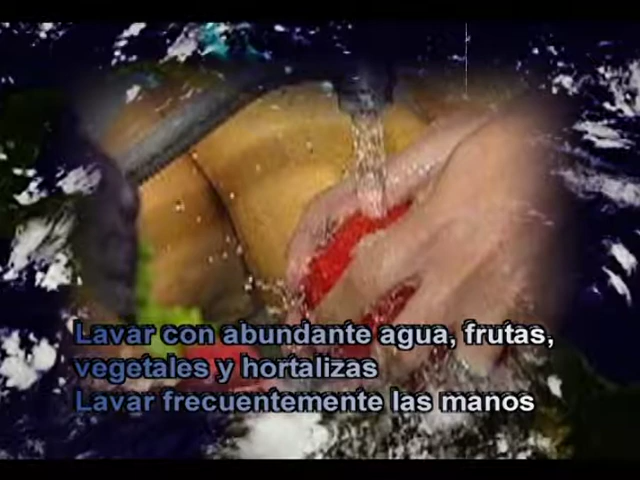 Lavar con abundante agua, frutas,
vegetales y hortalizas
Lavar frecuentemente las manos